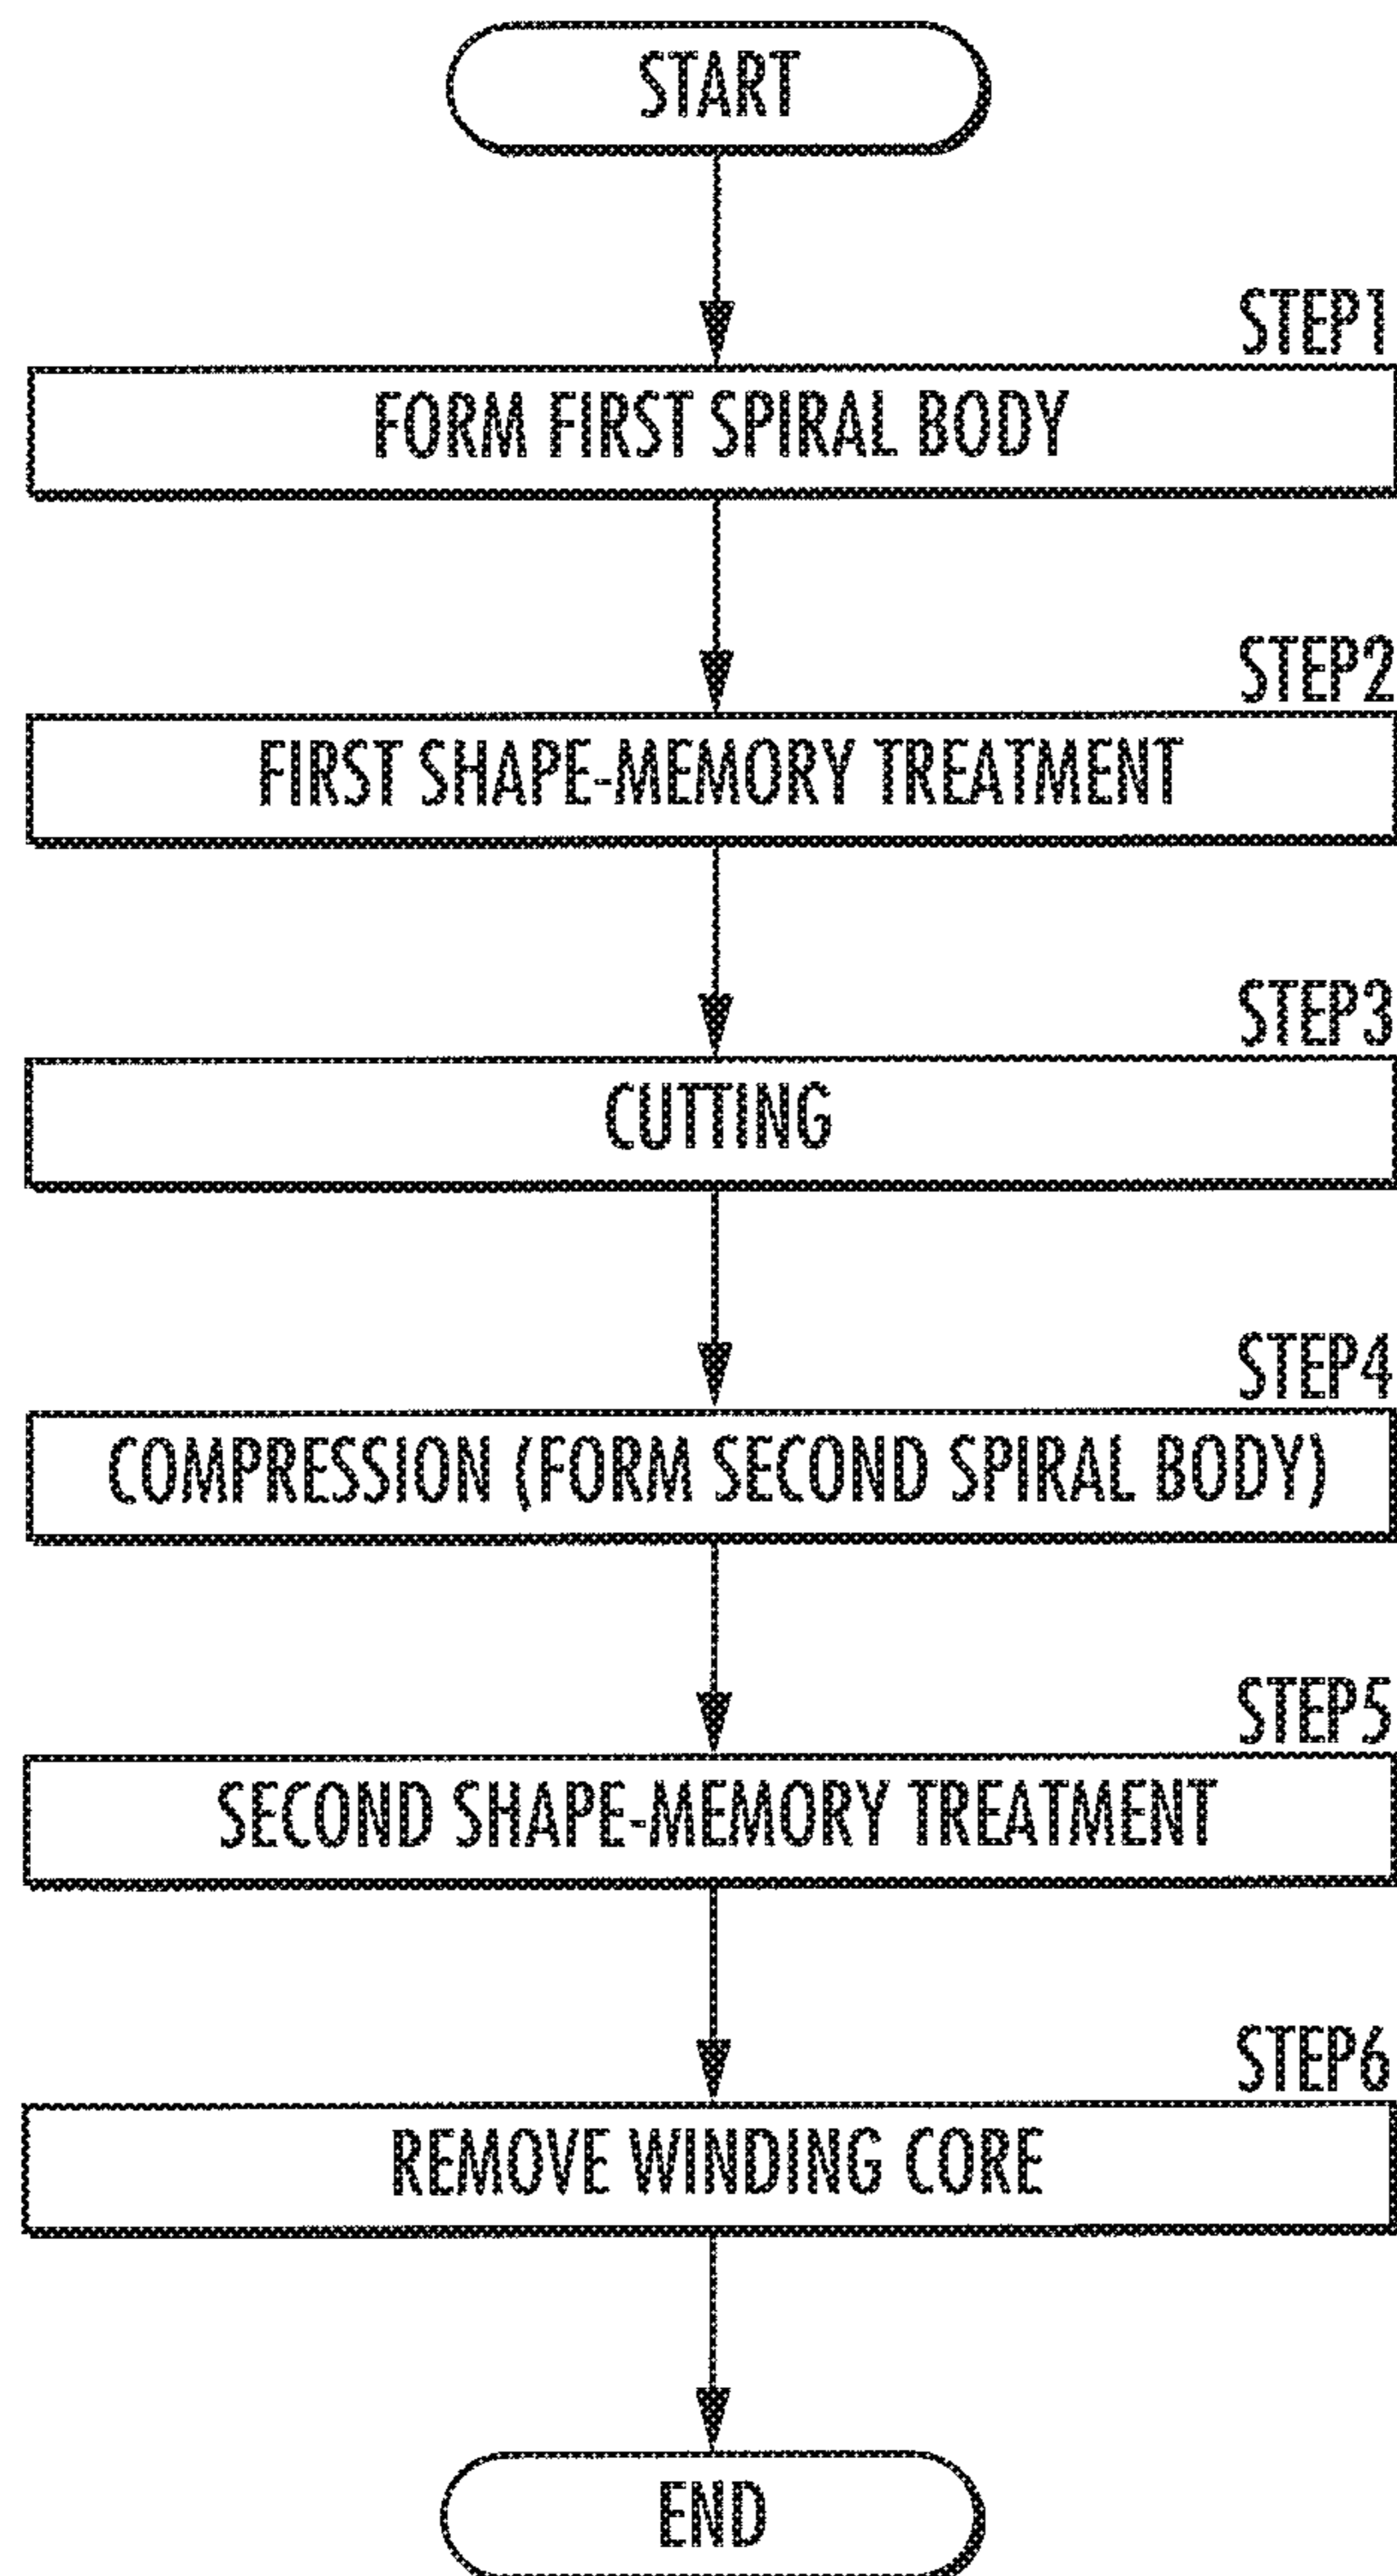 START
STEP1
FORM FIRST SPIRAL BODY
STEP2
FIRST SHAPE-MEMORY TREATMENT
STEP3
CUTTING
STEP4
COMPRESSION (FORM SECOND SPIRAL BODY)
STEP5
SECOND SHAPE-MEMORY TREATMENT
STEP6
REMOVE WINDING CORE
END